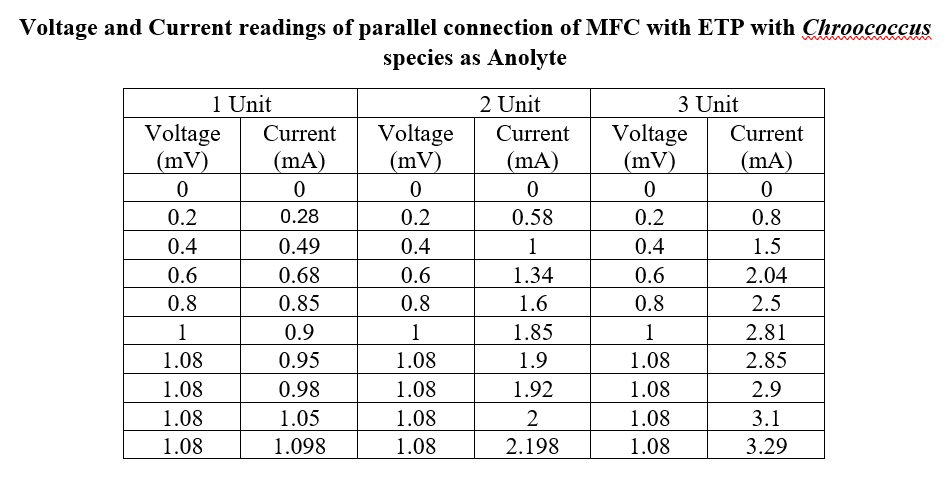 Voltage and Current readings of parallel connection of MFC with ETP with Chroococcus
species as Anolyte
1 Unit 2 Unit 3 Unit
Voltage Current Voltage Current Voltage Current
(mV) (mA) (mV) (mA) (mV) (mA)
0 0 0 0 0 0
0.2 0.28 0.2 0.58 0.2 0.8
0.4 0.49 0.4 1 0.4 1.5
0.6 0.68 0.6 1.34 0.6 2.04
0.8 0.85 0.8 1.6 0.8 2.5
1 0.9 1 1.85 1 2.81
1.08 0.95 1.08 1.9 1.08 2.85
1.08 0.98 1.08 1.92 1.08 2.9
1.08 1.05 1.08 2 1.08 3.1
1.08 1.098 1.08 2.198 1.08 3.29